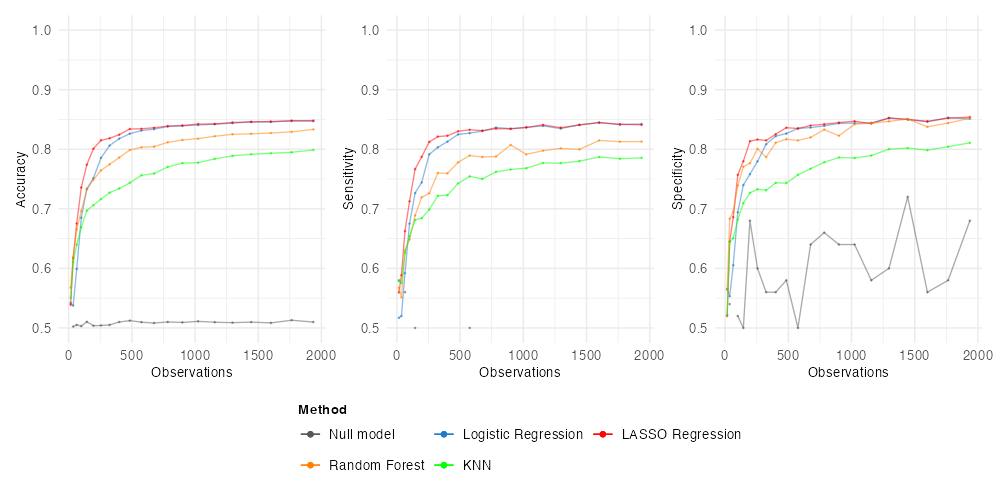 1.0
0.9
0.8
0.7
0.6
0.5
Accuracy
0 500 1000 1500 2000
Observations
1.0
0.9
0.8
0.7
0.6
0.5
Sensitivity
0 500 1000 1500 2000
Observations
1.0
0.9
0.8
0.7
0.6
0.5
Specificity
0 500 1000 1500 2000
Observations
Method
Null model Logistic Regression LASSO Regression
Random Forest KNN